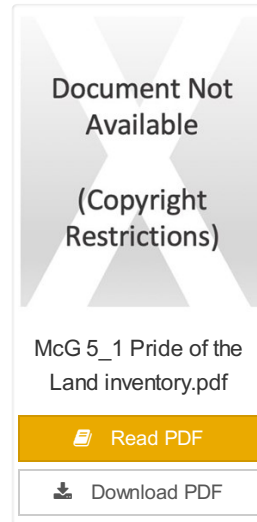 Document Not
Available
(Copyright
Restrictions)
McG 5_1 Pride of the
Land inventory.pdf
Read PDF
Download PDF